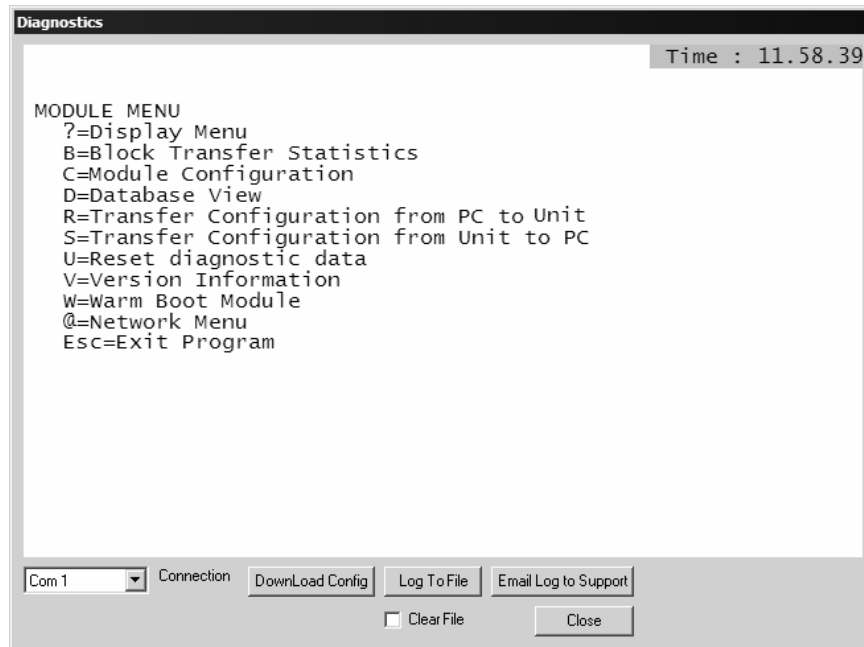 Diagnostics
Time : 11.58.39
MODULE MENU
?=Display Menu
B=Block Transfer Statistics
C=Module Configuration
D=Database View
R=Transfer Configuration from PC to Unit
S=Transfer Configuration from Unit to PC
U=Reset diagnostic data
V=Version Information
W=Warm Boot Module
@=Network Menu
Esc=Exit Program
Com 1 Connection DownLoad Config Log To File Email Log to Support
Clear File Close